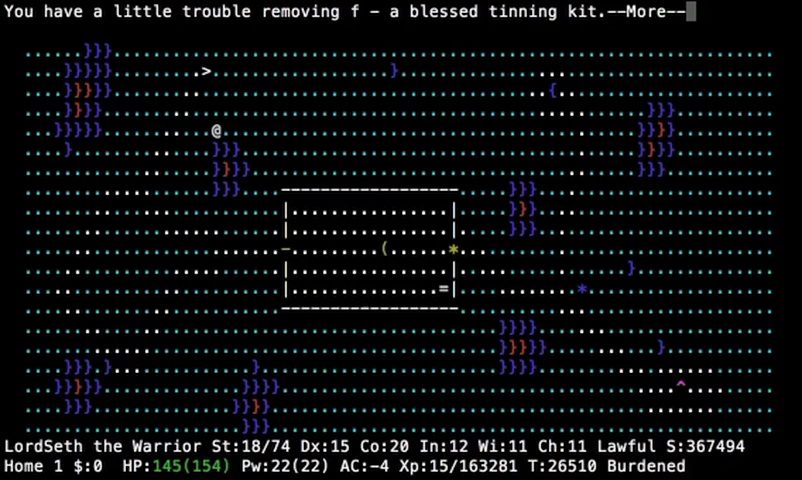 You have a little trouble removing f - a blessed tinning kit.--More--
LordSeth the Warrior St:18/74 Dx:15 Co:20 In:12 Wi:11 Ch:11 Lawful S:367494
Home 1 $:0 HP:145(154) Pw:22(22) AC:-4 Xp:15/163281 T:26510 Burdened